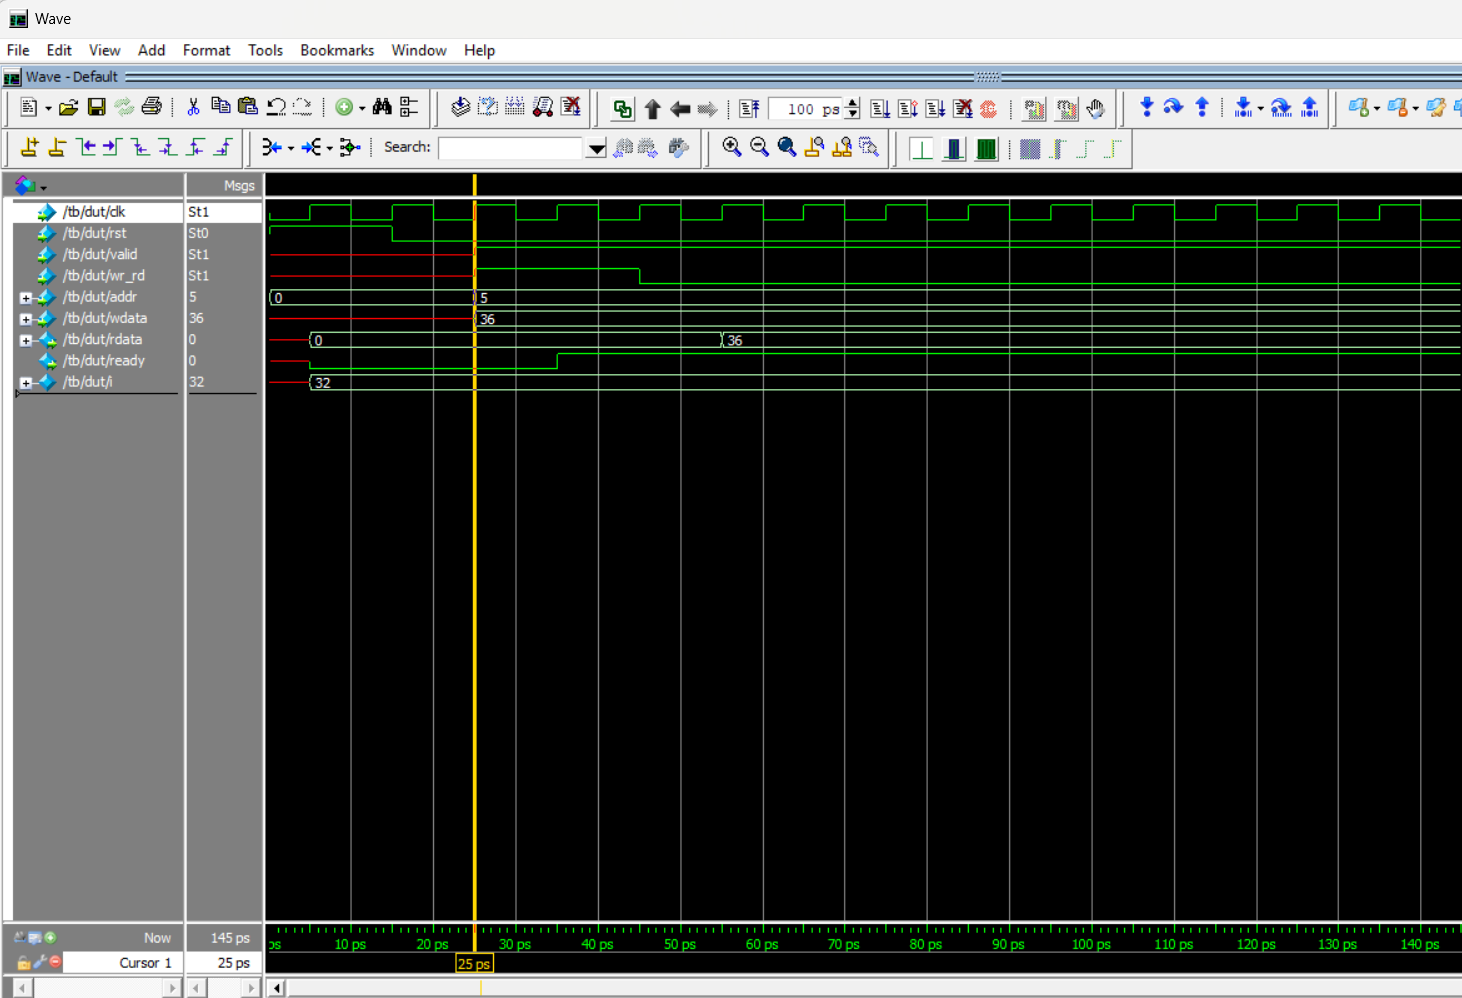 Wave
File Edit View Add Format Tools Bookmarks Window Help
Wave - Default
100 ps
Search:
Msgs
/tb/dut/clk St1
/tb/dut/rst St0
/tb/dut/valid St1
/tb/dut/wr_rd St1
/tb/dut/addr 5 0 5
/tb/dut/wdata 36 36
/tb/dut/rdata 0 0 36
/tb/dut/ready 0
/tb/dut/i 32 32
Now 145 ps ps 10 ps 20 ps 30 ps 40 ps 50 ps 60 ps 70 ps 80 ps 90 ps 100 ps 110 ps 120 ps 130 ps 140 ps
Cursor 1 25 ps 25 ps